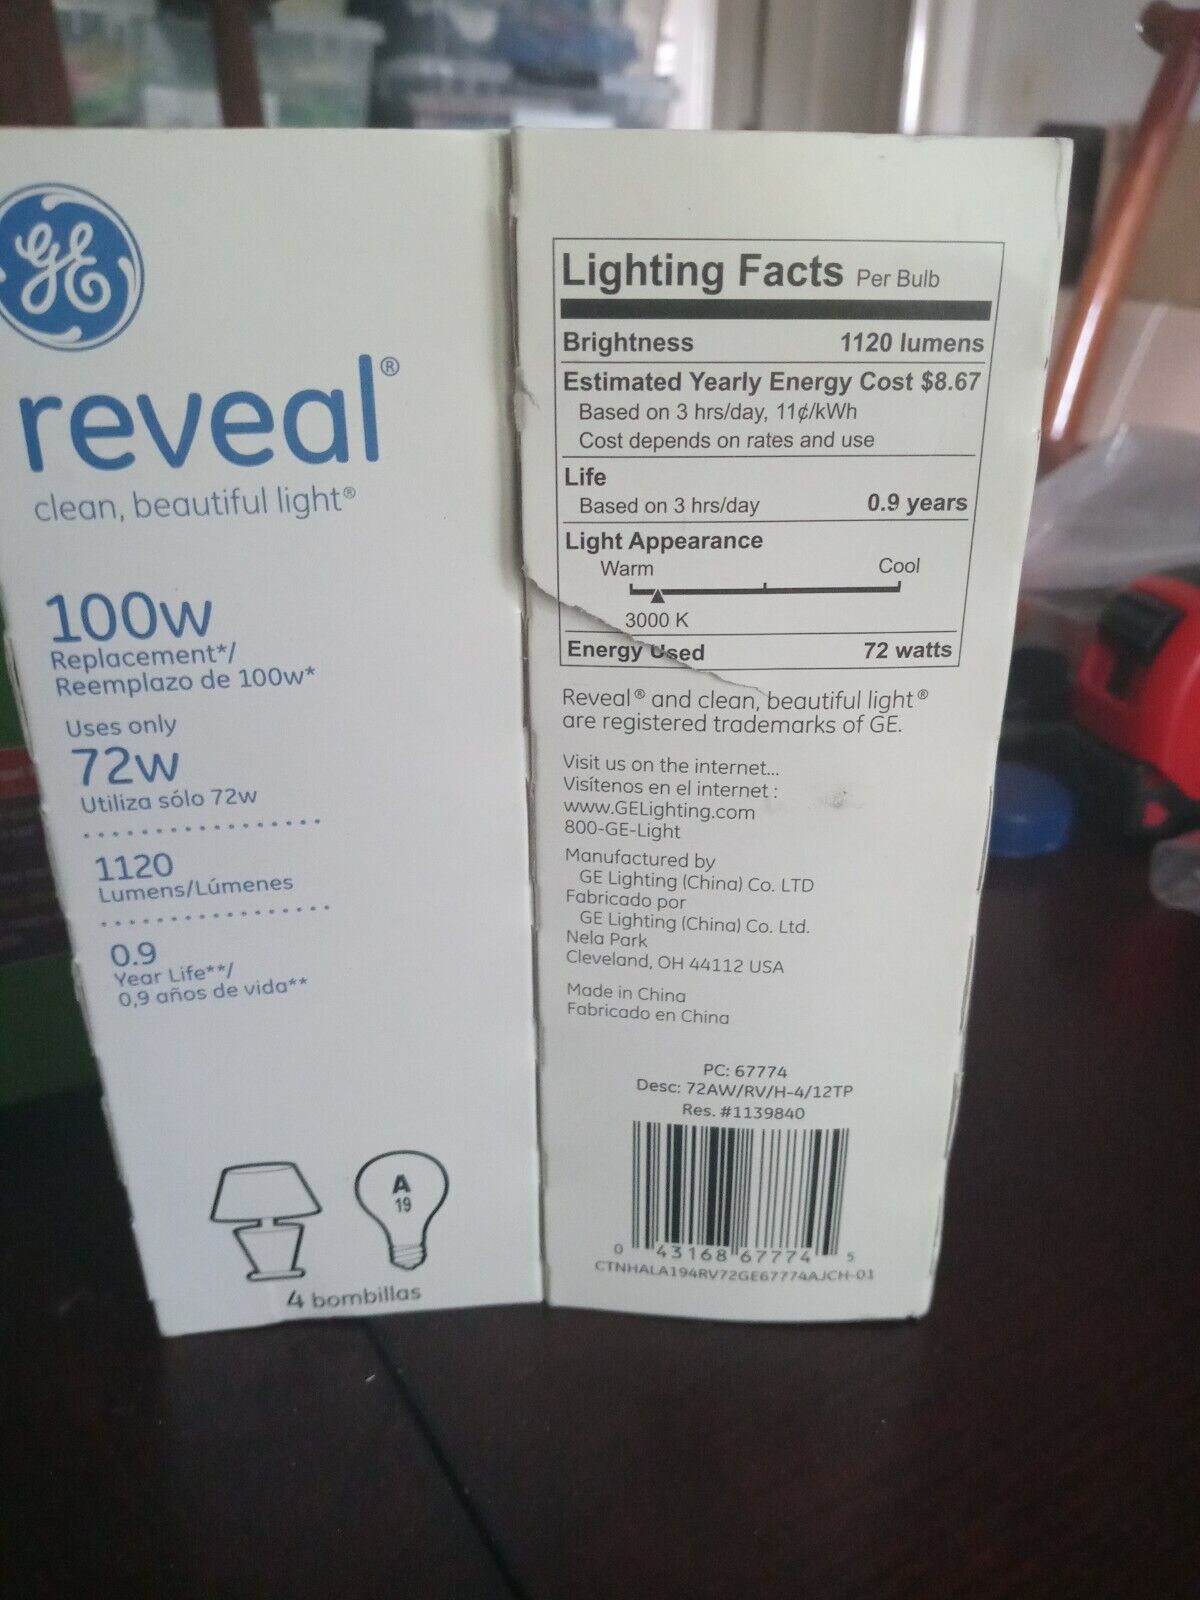 GE
reveal®
clean, beautiful light®
100w
Replacement*/
Reemplazo de 100w*
Uses only
72w
Utiliza sólo 72w
1120
Lumens/Lúmenes
0.9
Year Life**/
0,9 años de vida**
A
19
4 bombillas
Lighting Facts Per Bulb
Brightness 1120 lumens
Estimated Yearly Energy Cost $8.67
Based on 3 hrs/day, 11¢/kWh
Cost depends on rates and use
Life
Based on 3 hrs/day 0.9 years
Light Appearance
Warm Cool
3000 K
Energy Used 72 watts
Reveal® and clean, beautiful light®
are registered trademarks of GE.
Visit us on the internet...
Visítenos en el internet :
www.GELighting.com
800-GE-Light
Manufactured by
GE Lighting (China) Co. LTD
Fabricado por
GE Lighting (China) Co. Ltd.
Nela Park
Cleveland, OH 44112 USA
Made in China
Fabricado en China
PC: 67774
Desc: 72AW/RV/H-4/12TP
Res. #1139840
0 43168 67774 5
CTNHALA194RV72GE67774AJCH-01